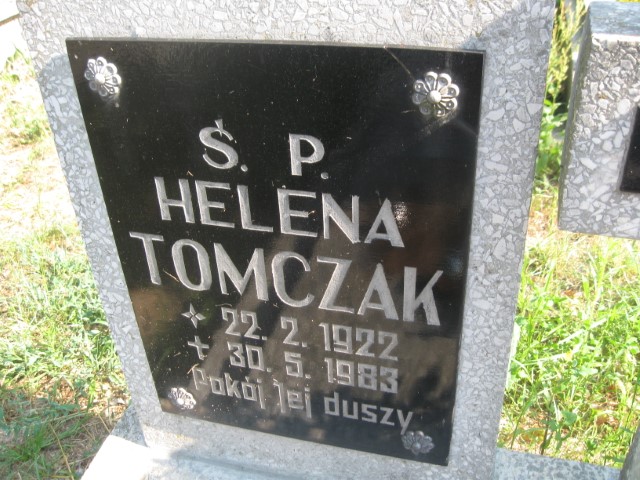 Ś. P.
HELENA
TOMCZAK
22. 2. 1922
+ 30. 5. 1983
Pokój Jej duszy